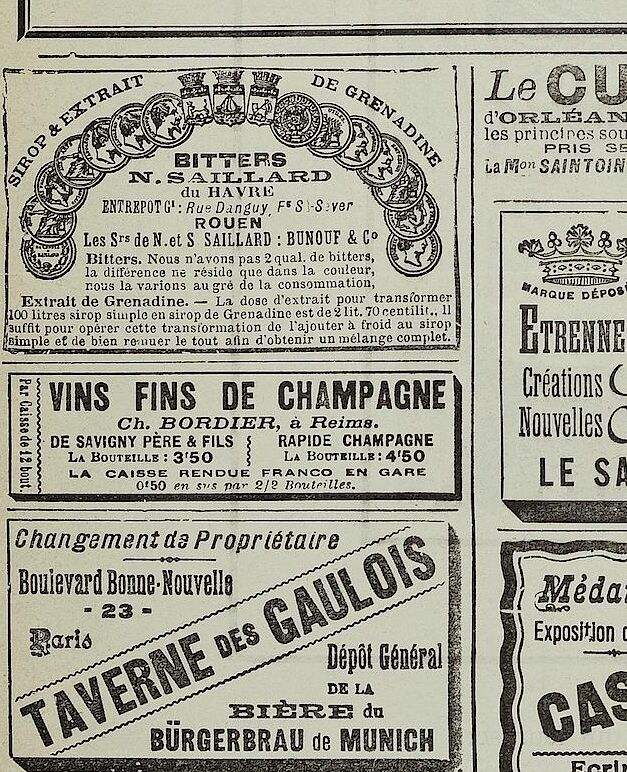 SIROP & EXTRAIT DE GRENADINE
BITTERS
N. SAILLARD
du HAVRE
ENTREPOT Gl : Rue Danguy, Fg St-Sever
ROUEN
Les Srs de N. et S SAILLARD : BUNOUF & Co
Bitters. Nous n'avons pas 2 qual. de bitters,
la différence ne réside que dans la couleur,
nous la varions au gré de la consommation,
Extrait de Grenadine. — La dose d'extrait pour transformer
100 litres sirop simple en sirop de Grenadine est de 2 lit. 70 centilit., Il
suffit pour opérer cette transformation de l'ajouter à froid au sirop
simple et de bien remuer le tout afin d'obtenir un mélange complet.
Par Caisse de 12 bout
VINS FINS DE CHAMPAGNE
Ch. BORDIER, à Reims.
DE SAVIGNY PÈRE & FILS
LA BOUTEILLE : 3'50
RAPIDE CHAMPAGNE
LA BOUTEILLE : 4'50
LA CAISSE RENDUE FRANCO EN GARE
0'50 en sus par 2/2 Bouteilles.
Changement de Propriétaire
Boulevard Bonne-Nouvelle
- 23 -
Paris
TAVERNE DES GAULOIS
Dépôt Général
DE LA
BIÈRE du
BÜRGERBRAU de MUNICH
Le CU
d'ORLÉAN
les principes sou
PRIS SE
La Mon SAINTOIN
MARQUE DÉPOS
ETRENNE
Créations
Nouvelles
LE SA
Méda
Exposition d
CAS
Ecrin